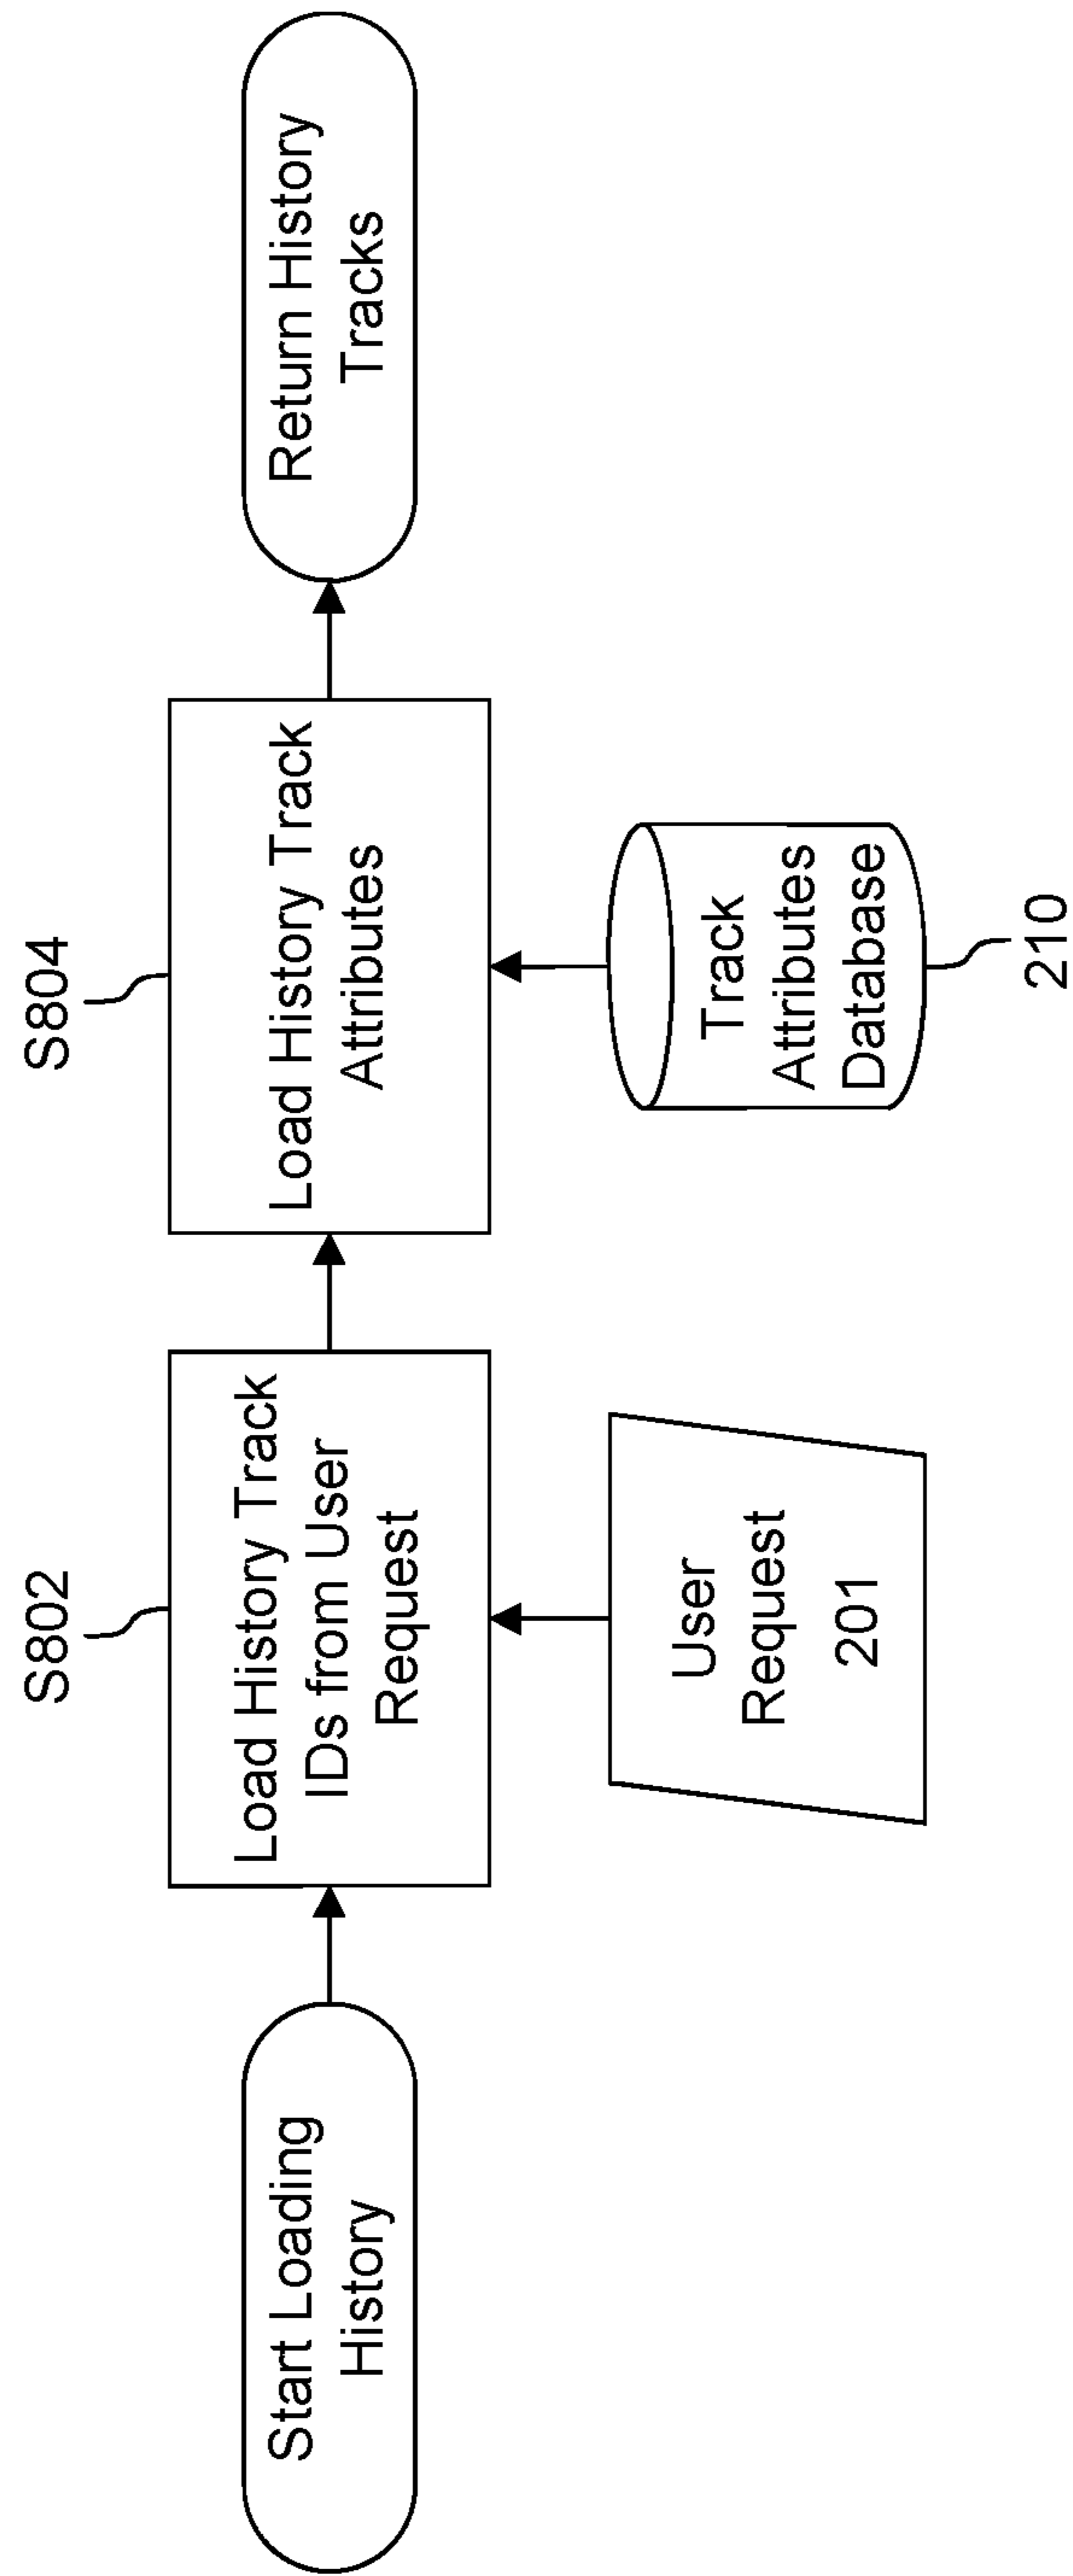 S802
S804
Start Loading
History
Load History Track
IDs from User
Request
Load History Track
Attributes
Return History
Tracks
User
Request
201
Track
Attributes
Database
210